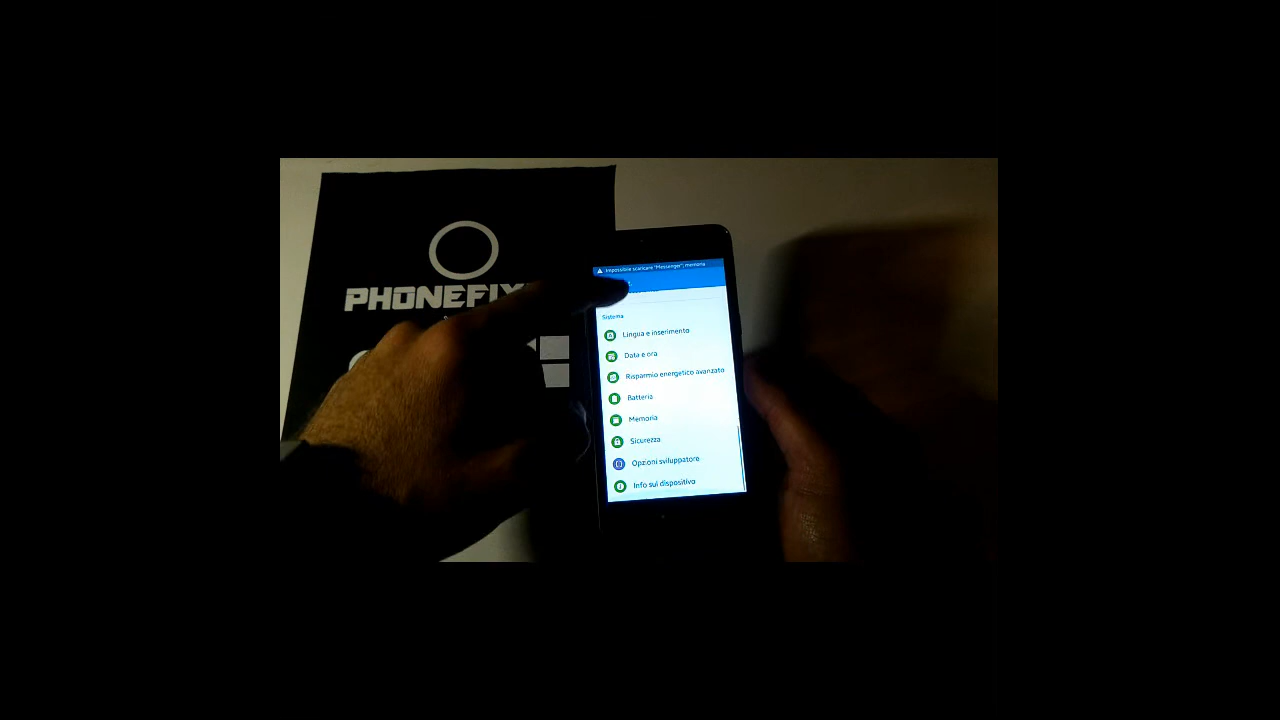 PHONEFIX
Impossibile scaricare "Messenger", memoria
Sistema
Lingua e inserimento
Data e ora
Risparmio energetico avanzato
Batteria
Memoria
Sicurezza
Opzioni sviluppatore
Info sul dispositivo